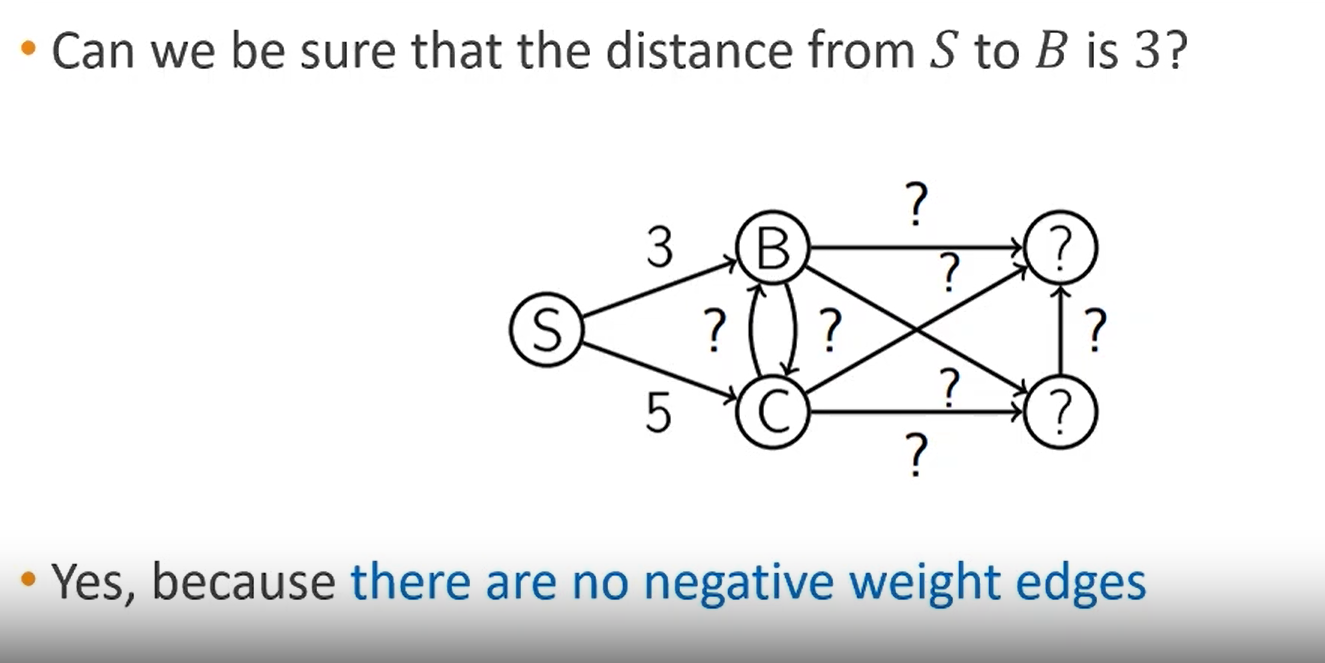 • Can we be sure that the distance from S to B is 3?
?
3
B
?
?
S
?
?
?
5
C
?
?
?
• Yes, because there are no negative weight edges